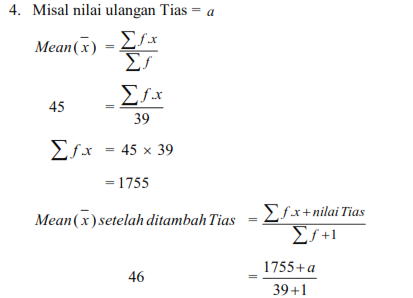 4. Misal nilai ulangan Tias = a
Mean(x̄) = ∑f.x / ∑f
45 = ∑f.x / 39
∑f.x = 45 × 39
= 1755
Mean(x̄) setelah ditambah Tias = ∑f.x + nilai Tias / ∑f + 1
46 = 1755 + a / 39 + 1